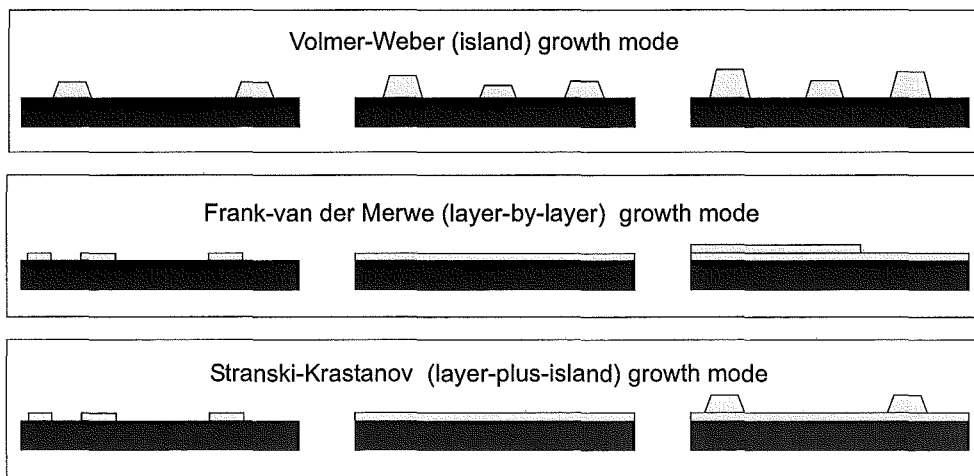 Volmer-Weber (island) growth mode
Frank-van der Merwe (layer-by-layer) growth mode
Stranski-Krastanov (layer-plus-island) growth mode